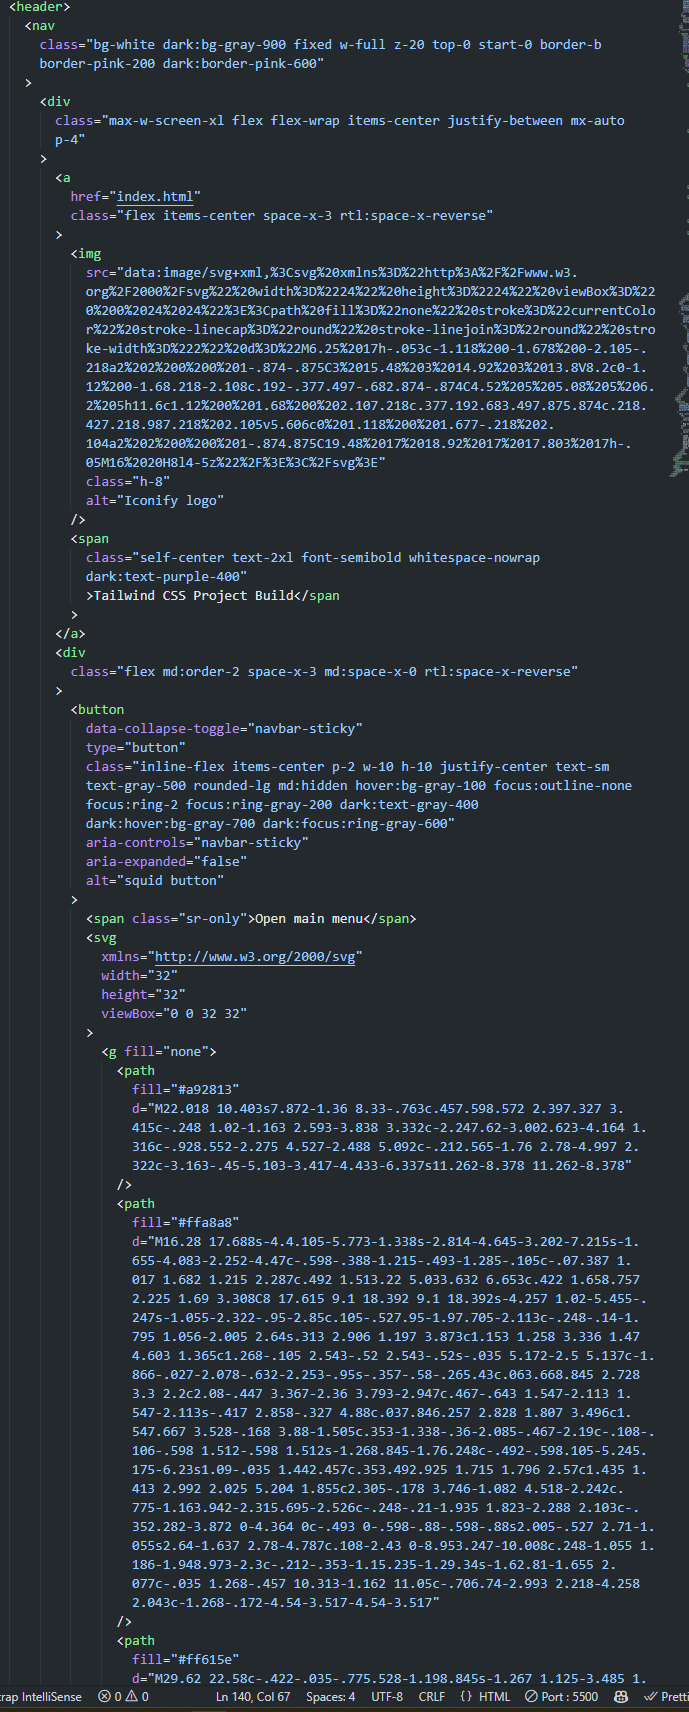 <header>
<nav
class="bg-white dark:bg-gray-900 fixed w-full z-20 top-0 start-0 border-b
border-pink-200 dark:border-pink-600"
>
<div
class="max-w-screen-xl flex flex-wrap items-center justify-between mx-auto
p-4"
>
<a
href="index.html"
class="flex items-center space-x-3 rtl:space-x-reverse"
>
<img
src="data:image/svg+xml,%3Csvg%20xmlns%3D%22http%3A%2F%2Fwww.w3.
org%2F2000%2Fsvg%22%20width%3D%2224%22%20height%3D%2224%22%20viewBox%3D%22
0%200%2024%2024%22%3E%3Cpath%20fill%3D%22none%22%20stroke%3D%22currentColo
r%22%20stroke-linecap%3D%22round%22%20stroke-linejoin%3D%22round%22%20stro
ke-width%3D%222%22%20d%3D%22M6.25%2017h-.053c-1.118%200-1.678%200-2.105-.
218a2%202%200%200%201-.874-.875C3%2015.48%203%2014.92%203%2013.8V8.2c0-1.
12%200-1.68.218-2.108c.192-.377.497-.682.874-.874C4.52%205%205.08%205%206.
2%205h11.6c1.12%200%201.68%200%202.107.218c.377.192.683.497.875.874c.218.
427.218.987.218%202.105v5.606c0%201.118%200%201.677-.218%202.
104a2%202%200%200%201-.874.875C19.48%2017%2018.92%2017%2017.803%2017h-.
05M16%2020H8l4-5z%22%2F%3E%3C%2Fsvg%3E"
class="h-8"
alt="Iconify logo"
/>
<span
class="self-center text-2xl font-semibold whitespace-nowrap
dark:text-purple-400"
>Tailwind CSS Project Build</span
>
</a>
<div
class="flex md:order-2 space-x-3 md:space-x-0 rtl:space-x-reverse"
>
<button
data-collapse-toggle="navbar-sticky"
type="button"
class="inline-flex items-center p-2 w-10 h-10 justify-center text-sm
text-gray-500 rounded-lg md:hidden hover:bg-gray-100 focus:outline-none
focus:ring-2 focus:ring-gray-200 dark:text-gray-400
dark:hover:bg-gray-700 dark:focus:ring-gray-600"
aria-controls="navbar-sticky"
aria-expanded="false"
alt="squid button"
>
<span class="sr-only">Open main menu</span>
<svg
xmlns="http://www.w3.org/2000/svg"
width="32"
height="32"
viewBox="0 0 32 32"
>
<g fill="none">
<path
fill="#a92813"
d="M22.018 10.403s7.872-1.36 8.33-.763c.457.598.572 2.397.327 3.
415c-.248 1.02-1.163 2.593-3.838 3.332c-2.247.62-3.002.623-4.164 1.
316c-.928.552-2.275 4.527-2.488 5.092c-.212.565-1.76 2.78-4.997 2.
322c-3.163-.45-5.103-3.417-4.433-6.337s11.262-8.378 11.262-8.378"
/>
<path
fill="#ffa8a8"
d="M16.28 17.688s-4.4.105-5.773-1.338s-2.814-4.645-3.202-7.215s-1.
655-4.083-2.252-4.47c-.598-.388-1.215-.493-1.285-.105c-.07.387 1.
017 1.682 1.215 2.287c.492 1.513.22 5.033.632 6.653c.422 1.658.757
2.225 1.69 3.308C8 17.615 9.1 18.392 9.1 18.392s-4.257 1.02-5.455-.
247s-1.055-2.322-.95-2.85c.105-.527.95-1.97.705-2.113c-.248-.14-1.
795 1.056-2.005 2.64s.313 2.906 1.197 3.873c1.153 1.258 3.336 1.47
4.603 1.365c1.268-.105 2.543-.52 2.543-.52s-.035 5.172-2.5 5.137c-1.
866-.027-2.078-.632-2.253-.95s-.357-.58-.265.43c.063.668.845 2.728
3.3 2.2c2.08-.447 3.367-2.36 3.793-2.947c.467-.643 1.547-2.113 1.
547-2.113s-.417 2.858-.327 4.88c.037.846.257 2.828 1.807 3.496c1.
547.667 3.528-.168 3.88-1.505c.353-1.338-.36-2.085-.467-2.19c-.108-.
106-.598 1.512-.598 1.512s-1.268.845-1.76.248c-.492-.598.105-5.245.
175-6.23s1.09-.035 1.442.457c.353.492.925 1.715 1.796 2.57c1.435 1.
413 2.992 2.025 5.204 1.855c2.305-.178 3.746-1.082 4.518-2.242c.
775-1.163.942-2.315.695-2.526c-.248-.21-1.935 1.823-2.288 2.103c-.
352.282-3.872 0-4.364 0c-.493 0-.598-.88-.598-.88s2.005-.527 2.71-1.
055s2.64-1.637 2.78-4.787c.108-2.43 0-8.953.247-10.008c.248-1.055 1.
186-1.948.973-2.3c-.212-.353-1.15.235-1.29.34s-1.62.81-1.655 2.
077c-.035 1.268-.457 10.313-1.162 11.05c-.706.74-2.993 2.218-4.258
2.043c-1.268-.172-4.54-3.517-4.54-3.517"
/>
<path
fill="#ff615e"
d="M29.62 22.58c-.422-.035-.775.528-1.198.845s-1.267 1.125-3.485 1.
rap IntelliSense 0 0 Ln 140, Col 67 Spaces: 4 UTF-8 CRLF {} HTML Port : 5500 Pretti